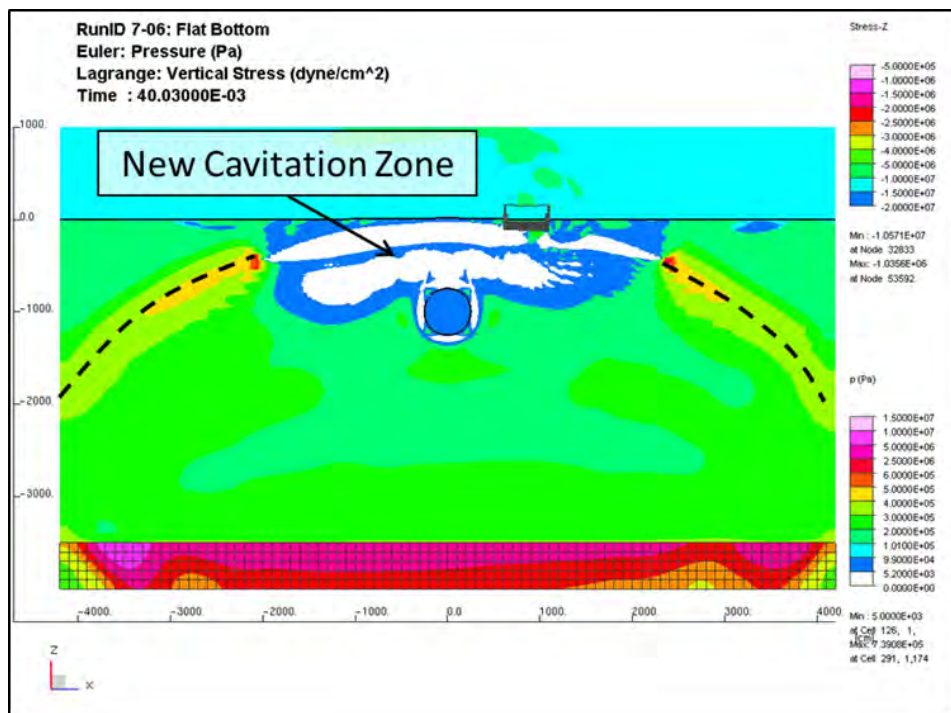 RunID 7-06: Flat Bottom
Euler: Pressure (Pa)
Lagrange: Vertical Stress (dyne/cm^2)
Time : 40.03000E-03
Stress-Z
-5.0000E+05
-1.0000E+06
-1.5000E+06
-2.0000E+06
-2.5000E+06
-3.0000E+06
-4.0000E+06
-5.0000E+06
-1.0000E+07
-1.5000E+07
-2.0000E+07
Min : -1.0571E+07
at Node 32833
Max: -1.0356E+06
at Node 53592
New Cavitation Zone
1000.
0.0
-1000.
-2000.
-3000.
p (Pa)
1.5000E+07
1.0000E+07
5.0000E+06
2.5000E+06
6.0000E+05
5.0000E+05
4.0000E+05
3.0000E+05
2.0000E+05
1.0100E+05
9.9000E+04
5.2000E+03
0.0000E+00
-4000. -3000. -2000. -1000. 0.0 1000. 2000. 3000. 4000.
[cm]
Min : 5.0000E+03
at Cell 126, 1,
Max: 7.3908E+05
at Cell 291, 1,174
Z
X